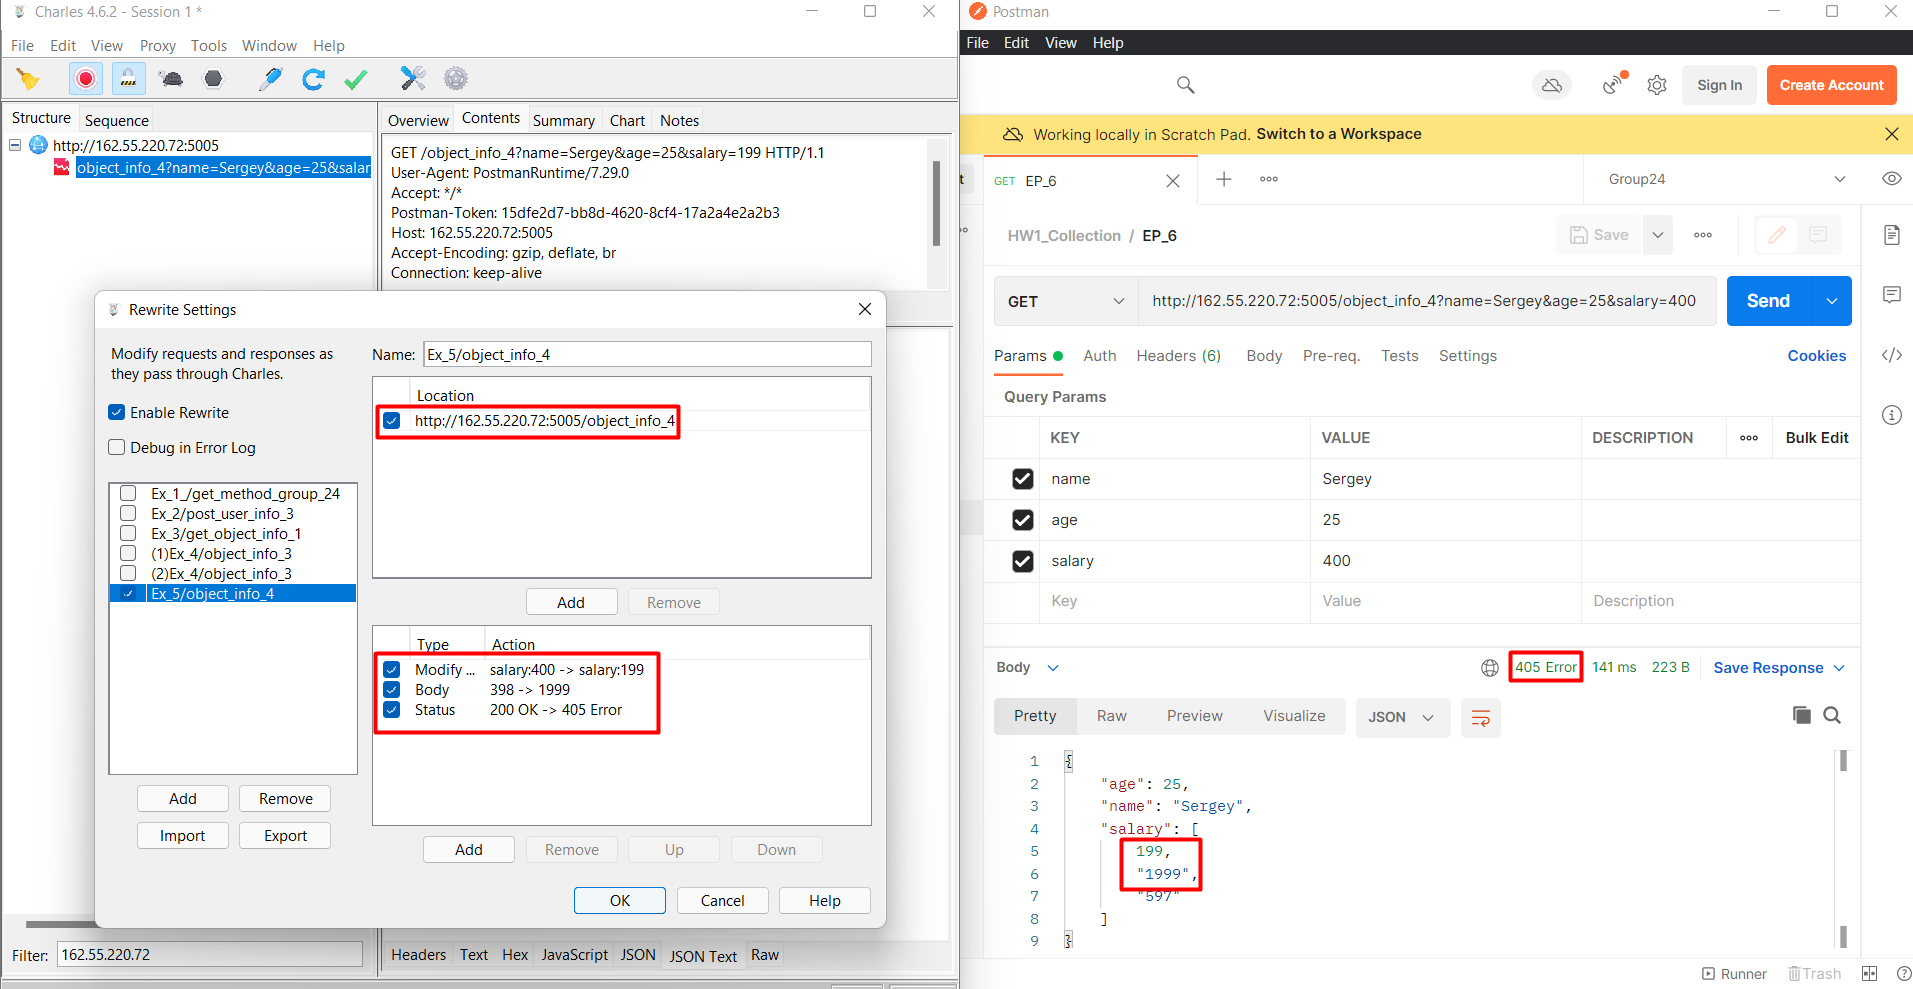 Charles 4.6.2 - Session 1 *
File Edit View Proxy Tools Window Help
Structure Sequence
http://162.55.220.72:5005
object_info_4?name=Sergey&age=25&salar
Overview Contents Summary Chart Notes
GET /object_info_4?name=Sergey&age=25&salary=199 HTTP/1.1
User-Agent: PostmanRuntime/7.29.0
Accept: */*
Postman-Token: 15dfe2d7-bb8d-4620-8cf4-17a2a4e2a2b3
Host: 162.55.220.72:5005
Accept-Encoding: gzip, deflate, br
Connection: keep-alive
Rewrite Settings
Modify requests and responses as
they pass through Charles.
Enable Rewrite
Debug in Error Log
Ex_1_/get_method_group_24
Ex_2/post_user_info_3
Ex_3/get_object_info_1
(1)Ex_4/object_info_3
(2)Ex_4/object_info_3
Ex_5/object_info_4
Add Remove
Import Export
Name: Ex_5/object_info_4
Location
http://162.55.220.72:5005/object_info_4
Add Remove
Type Action
Modify ... salary:400 -> salary:199
Body 398 -> 1999
Status 200 OK -> 405 Error
Add Remove Up Down
OK Cancel Help
Filter: 162.55.220.72
Headers Text Hex JavaScript JSON JSON Text Raw
Postman
File Edit View Help
Sign In Create Account
Working locally in Scratch Pad. Switch to a Workspace
t
GET EP_6
Group24
HW1_Collection / EP_6
Save
GET http://162.55.220.72:5005/object_info_4?name=Sergey&age=25&salary=400 Send
Params Auth Headers (6) Body Pre-req. Tests Settings Cookies
Query Params
KEY VALUE DESCRIPTION ooo Bulk Edit
name Sergey
age 25
salary 400
Key Value Description
Body 405 Error 141 ms 223 B Save Response
Pretty Raw Preview Visualize JSON
1 {
2 "age": 25,
3 "name": "Sergey",
4 "salary": [
5 199,
6 "1999",
7 "597"
8 ]
9 }
Runner Trash